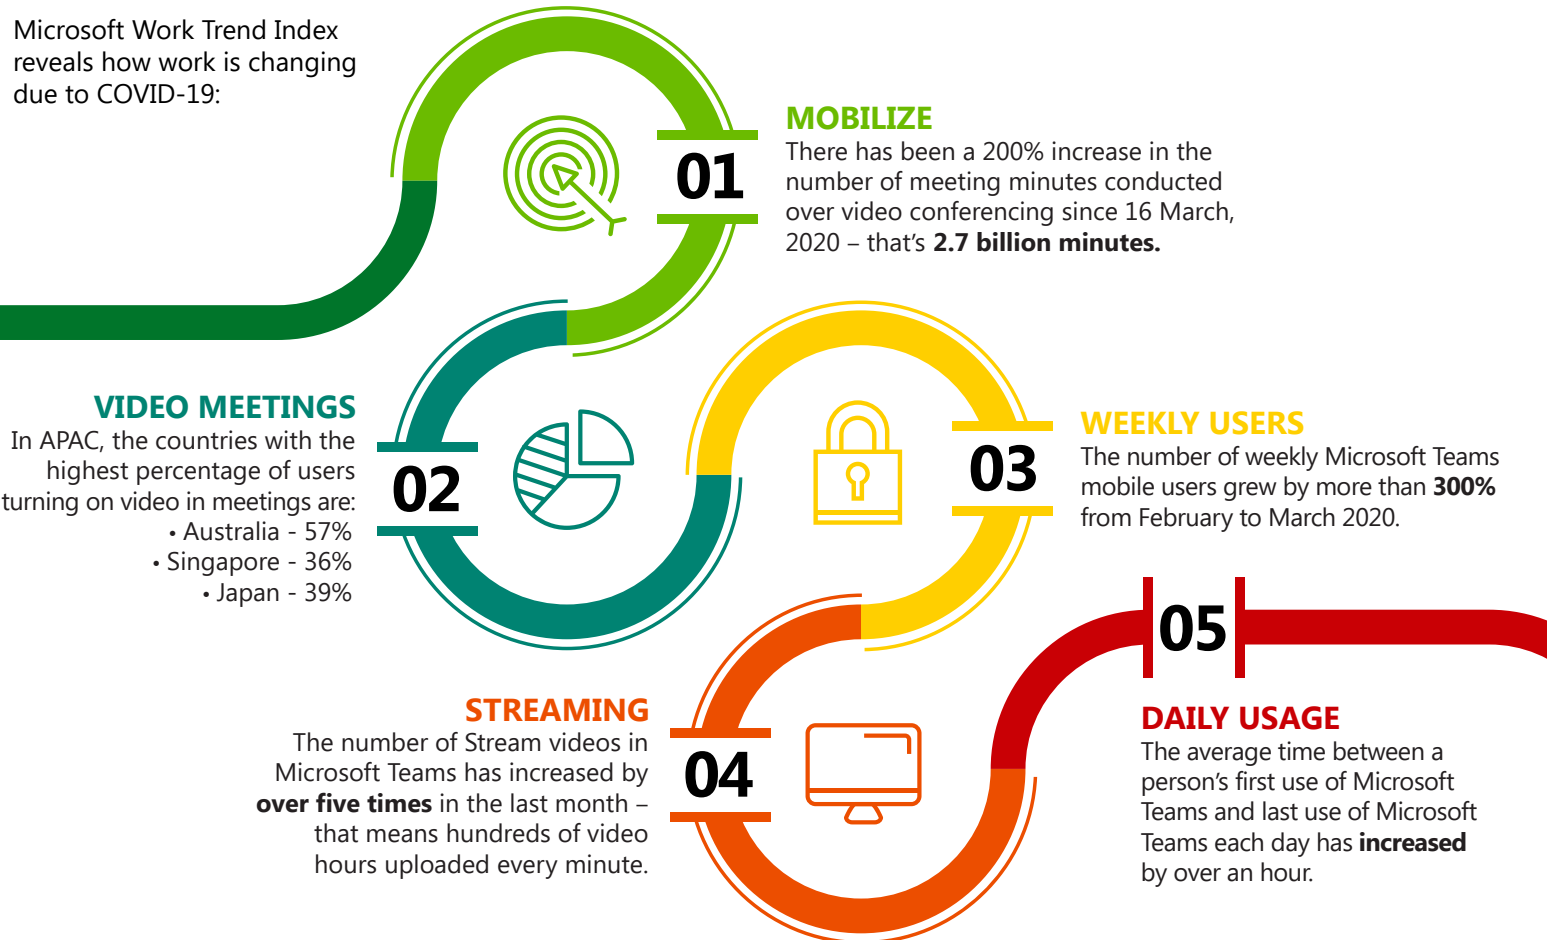 Microsoft Work Trend Index
reveals how work is changing
due to COVID-19:
01
MOBILIZE
There has been a 200% increase in the
number of meeting minutes conducted
over video conferencing since 16 March,
2020 – that’s 2.7 billion minutes.
02
VIDEO MEETINGS
In APAC, the countries with the
highest percentage of users
turning on video in meetings are:
• Australia - 57%
• Singapore - 36%
• Japan - 39%
03
WEEKLY USERS
The number of weekly Microsoft Teams
mobile users grew by more than 300%
from February to March 2020.
04
STREAMING
The number of Stream videos in
Microsoft Teams has increased by
over five times in the last month –
that means hundreds of video
hours uploaded every minute.
05
DAILY USAGE
The average time between a
person’s first use of Microsoft
Teams and last use of Microsoft
Teams each day has increased
by over an hour.